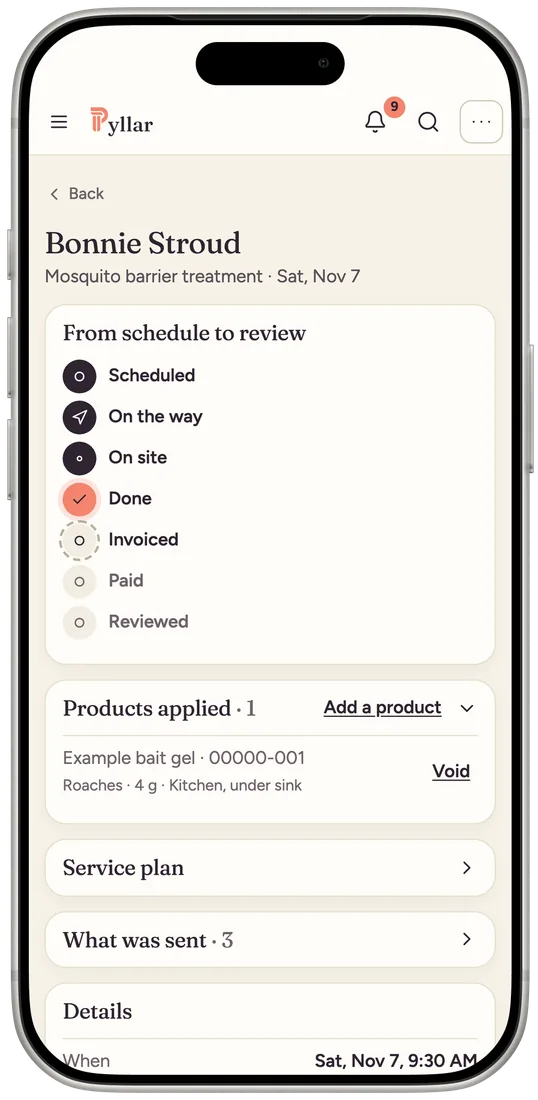 9
Pyllar
...
Back
Bonnie Stroud
Mosquito barrier treatment · Sat, Nov 7
From schedule to review
Scheduled
On the way
On site
Done
Invoiced
Paid
Reviewed
Products applied · 1 Add a product
Example bait gel · 00000-001
Roaches · 4 g · Kitchen, under sink
Void
Service plan
What was sent · 3
Details
When Sat, Nov 7, 9:30 AM